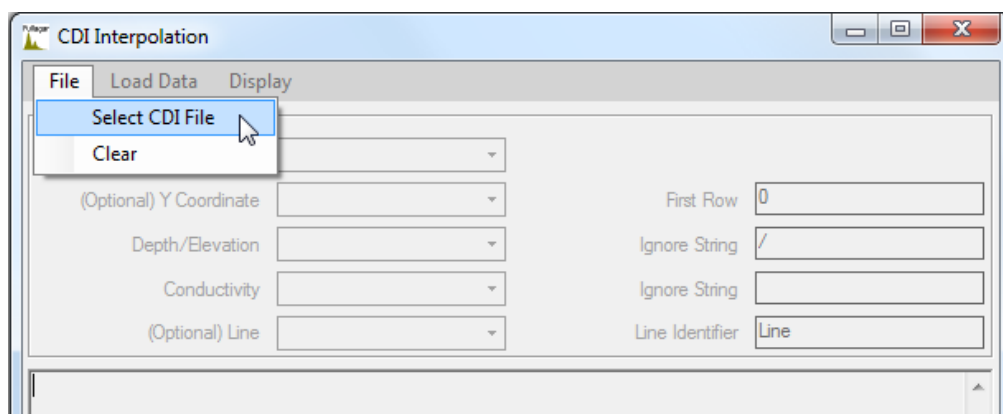 CDI Interpolation
File Load Data Display
Select CDI File
Clear
(Optional) Y Coordinate First Row 0
Depth/Elevation Ignore String /
Conductivity Ignore String
(Optional) Line Line Identifier Line